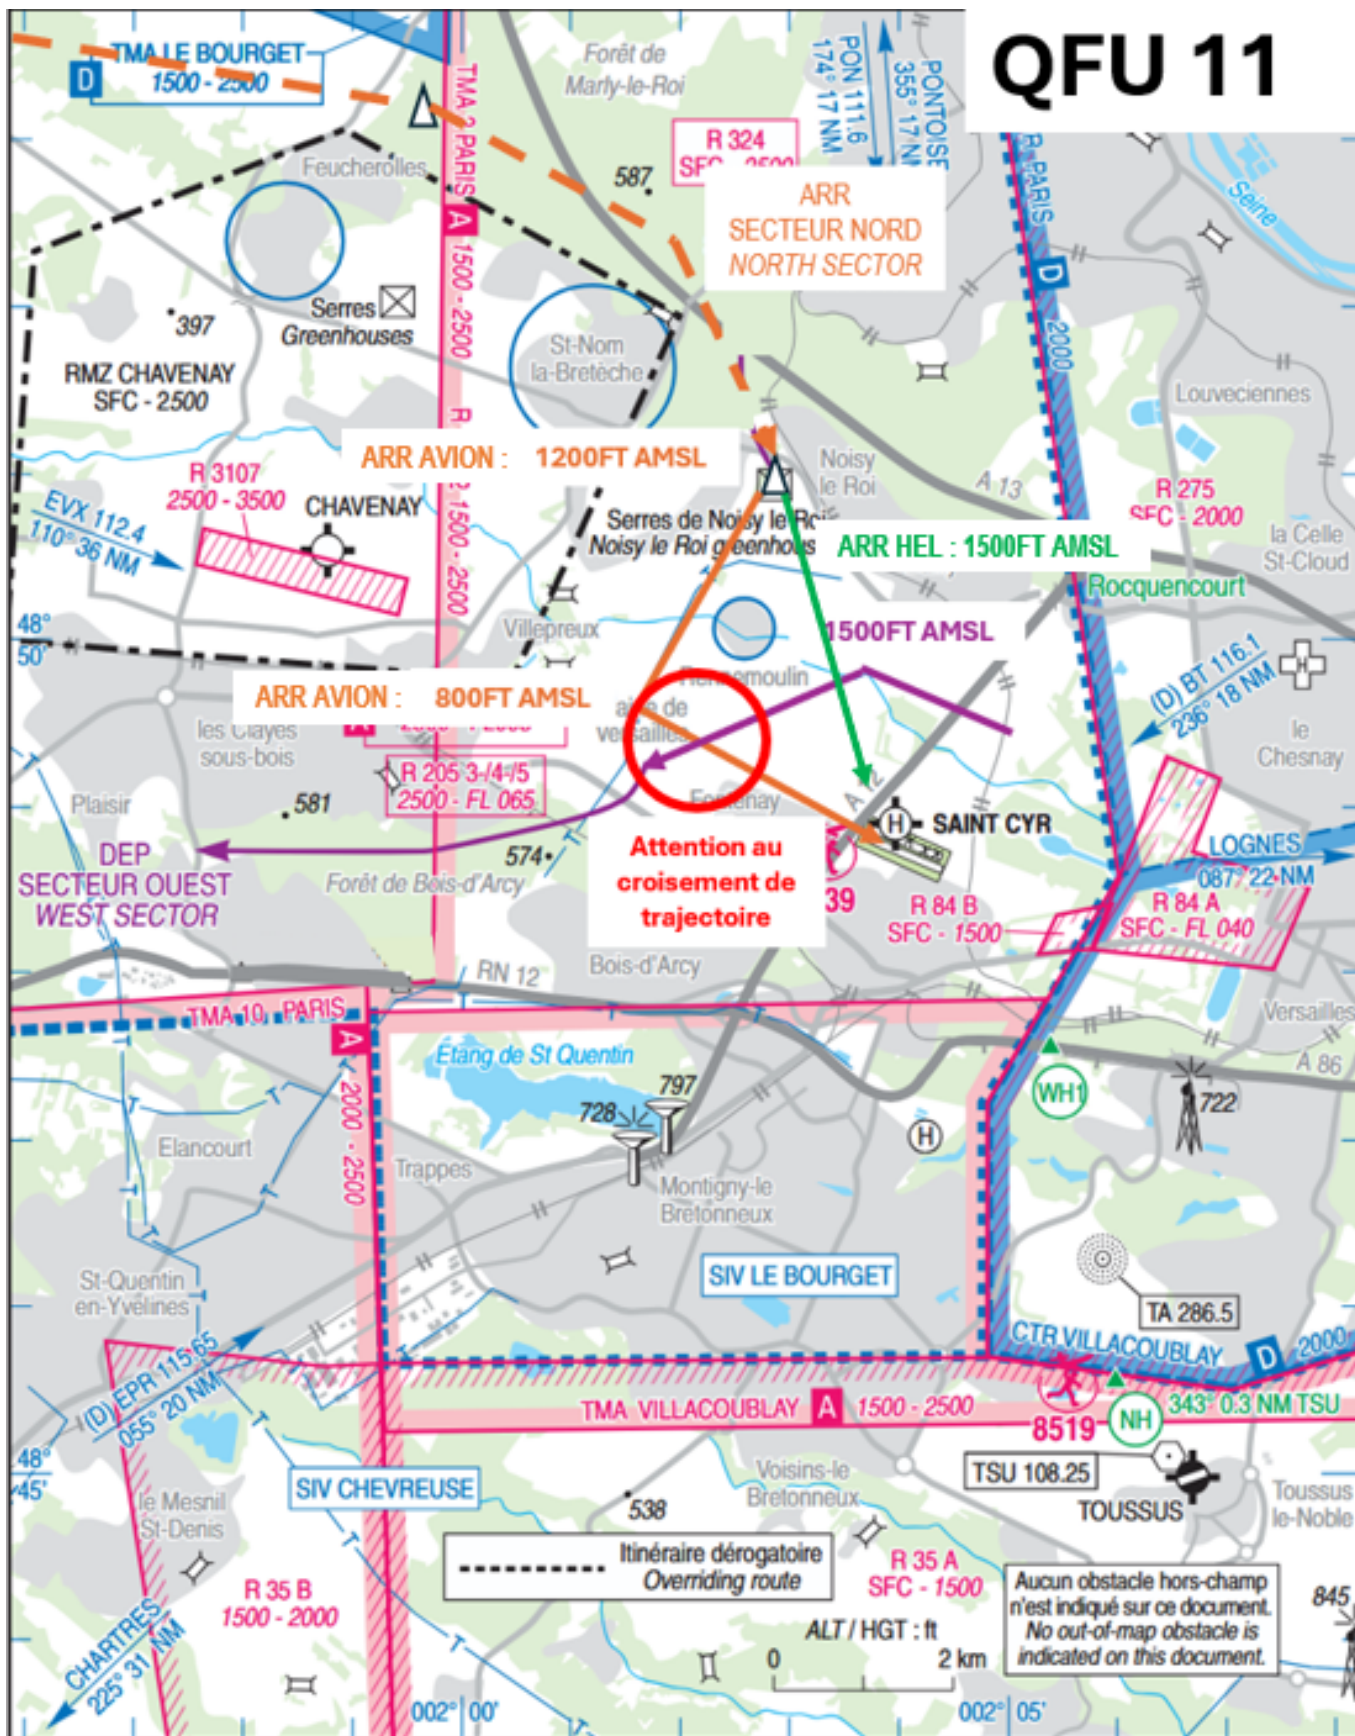 QFU 11
TMA LE BOURGET
1500 - 2500
D
Forêt de
Marly-le-Roi
PONTOISE
355° 17 NM
PON 111.6
174° 17 NM
R 324
SFC - 2500
TMA 2 PARIS
A
1500 - 2500
Feucherolles
587
ARR
SECTEUR NORD
NORTH SECTOR
R. PARIS
D
2000
Seine
Serres
Greenhouses
397
St-Nom
la-Bretèche
RMZ CHAVENAY
SFC - 2500
Louveciennes
ARR AVION : 1200FT AMSL
Noisy
le Roi
A 13
R 3107
2500 - 3500
CHAVENAY
R 275
SFC - 2000
EVX 112.4
110° 36 NM
R
2 1500 - 2500
Serres de Noisy le Roi
Noisy le Roi greenhous
ARR HEL : 1500FT AMSL
la Celle
St-Cloud
Rocquencourt
48°
50'
Villepreux
1500FT AMSL
Rennemoulin
(D) BT 116.1
236° 18 NM
H
ARR AVION : 800FT AMSL
les Clayes
sous-bois
A
de
versailles
le
Chesnay
R 205 3-/4-/5
2500 - FL 065
Plaisir
581
Fontenay
A 12
H
SAINT CYR
DEP
SECTEUR OUEST
WEST SECTOR
574
Forêt de Bois-d'Arcy
Attention au
croisement de
trajectoire
39
LOGNES
087° 22 NM
R 84 B
SFC - 1500
R 84 A
SFC - FL 040
RN 12
Bois-d'Arcy
TMA 10 PARIS
A
2000 - 2500
Versailles
Etang de St Quentin
A 86
797
728
WH1
722
H
Elancourt
Trappes
Montigny-le
Bretonneux
St-Quentin
en-Yvelines
SIV LE BOURGET
TA 286.5
(D) EPR 115.65
055° 20 NM
CTR VILLACOUBLAY
D
2000
TMA VILLACOUBLAY A 1500 - 2500
8519
NH
343° 0.3 NM TSU
48°
45'
SIV CHEVREUSE
Voisins-le
Bretonneux
TSU 108.25
TOUSSUS
Toussus
le-Noble
le Mesnil
St-Denis
538
Itinéraire dérogatoire
Overriding route
R 35 B
1500 - 2000
R 35 A
SFC - 1500
Aucun obstacle hors-champ
n'est indiqué sur ce document.
No out-of-map obstacle is
indicated on this document.
845
CHARTRES
225° 31 NM
ALT / HGT : ft
0
2 km
002° 00'
002° 05'